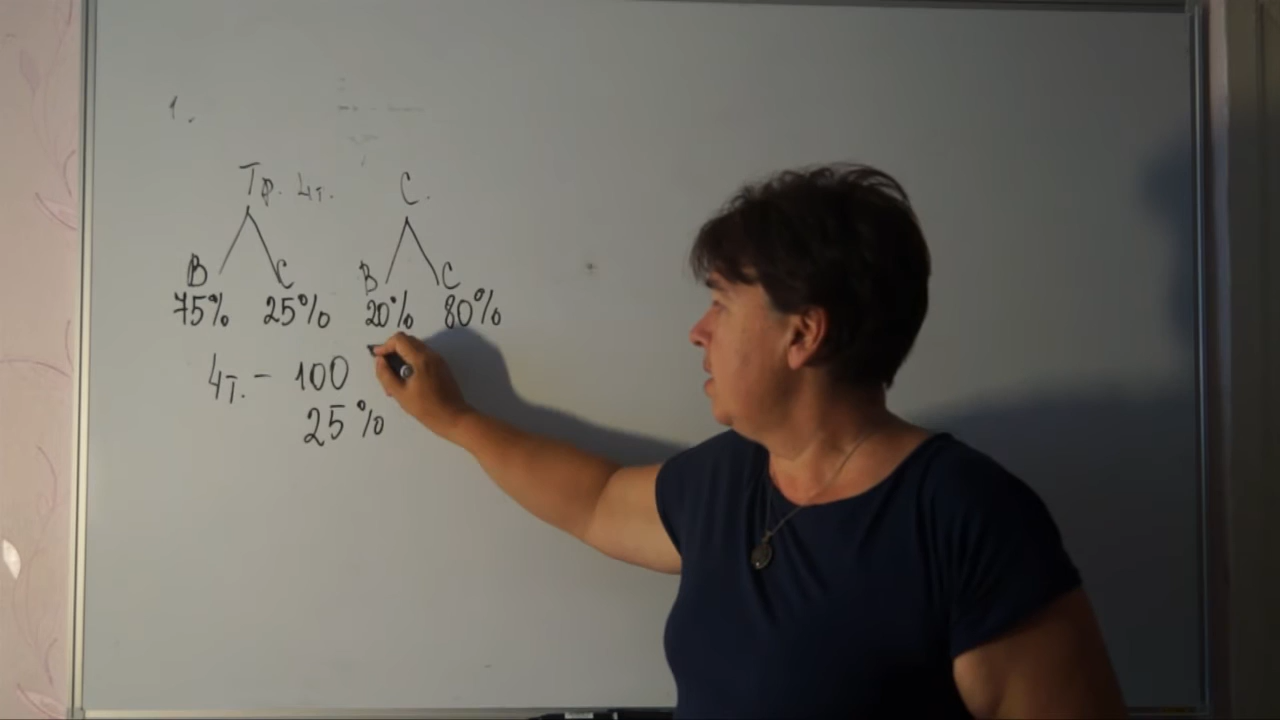 1.
Тр. 4т. С.
В С В С
75% 25% 20% 80%
4т. – 100
25%